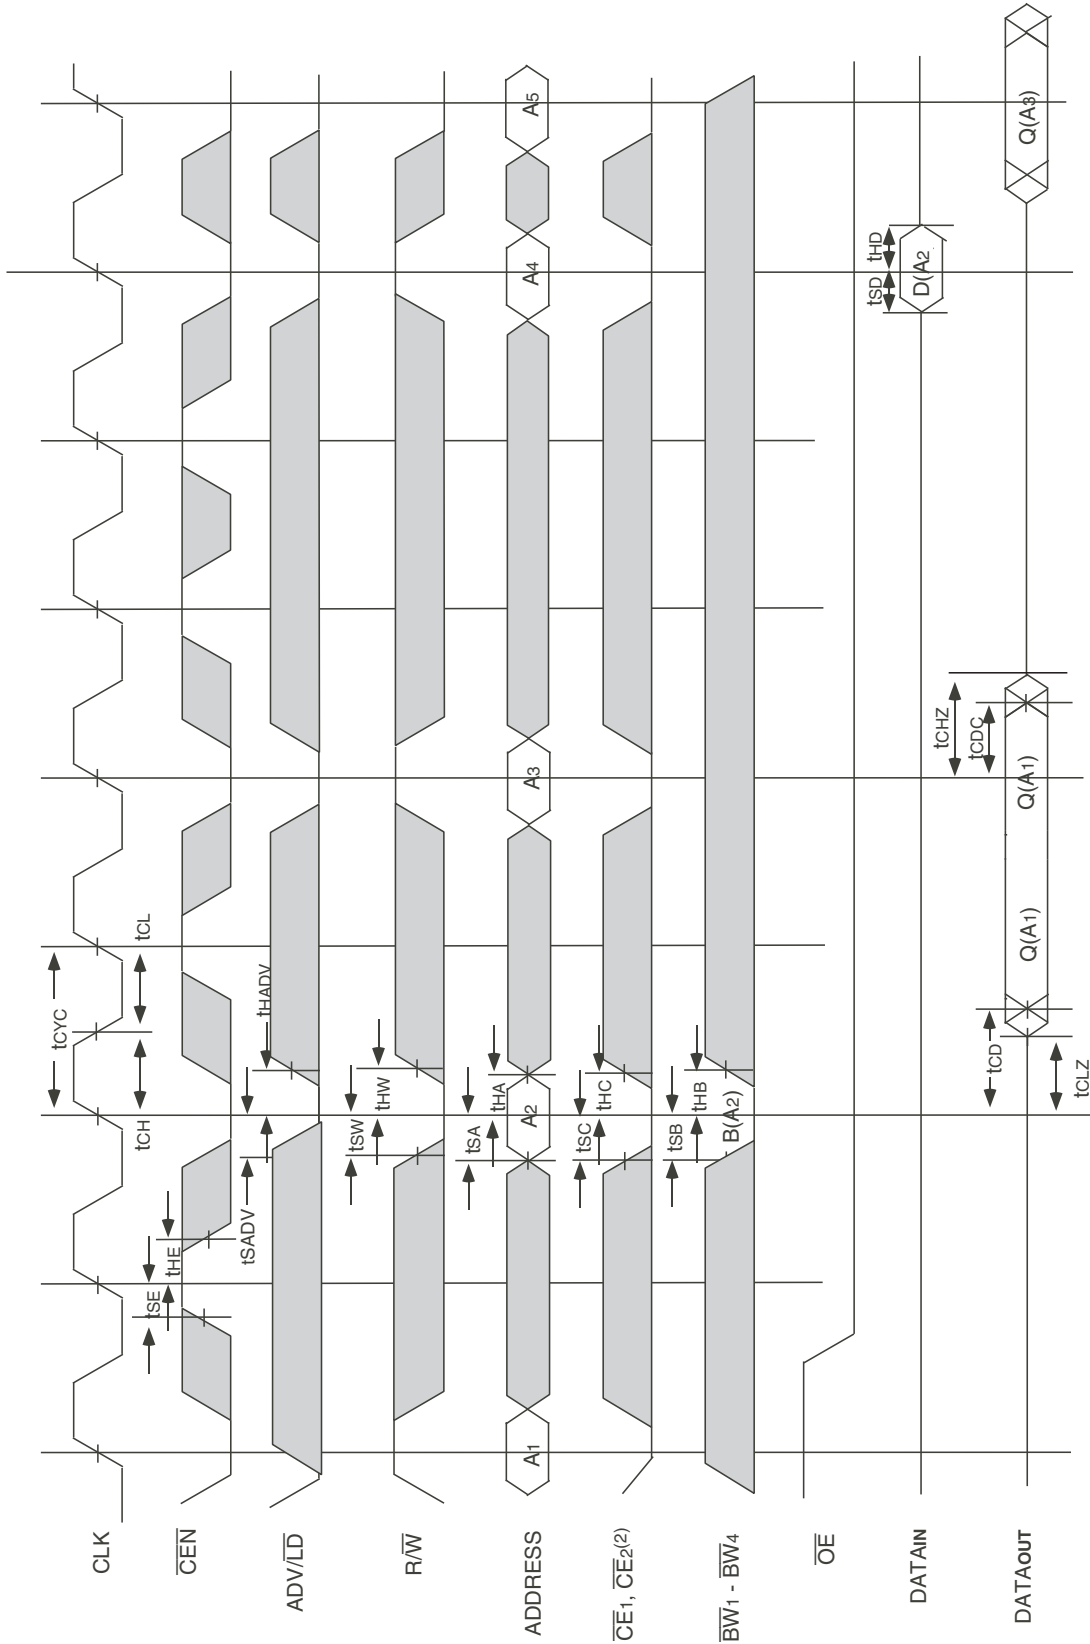 CLK
CEN
ADV/LD
R/W
ADDRESS
CE1, CE2(2)
BW1 - BW4
OE
DATAIN
DATAOUT
tCYC
tCH
tCL
tSE
tHE
tSADV
tHADV
tSW
tHW
A1
tSA
tHA
A2
A3
A4
A5
tSC
tHC
tSB
tHB
B(A2)
tSD
tHD
D(A2
tCD
tCLZ
Q(A1)
Q(A1)
tCHZ
tCDC
Q(A3)